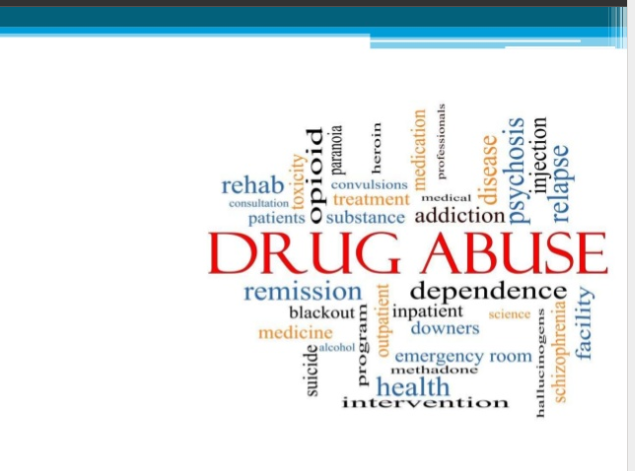 professionals
medication
heroin
paranoia
opioid
toxicity
disease
psychosis
injection
relapse
rehab
convulsions
consultation
treatment
medical
patients
substance
addiction
DRUG ABUSE
remission
dependence
blackout
inpatient
science
medicine
outpatient
downers
program
alcohol
suicide
emergency room
methadone
health
intervention
hallucinogens
schizophrenia
facility